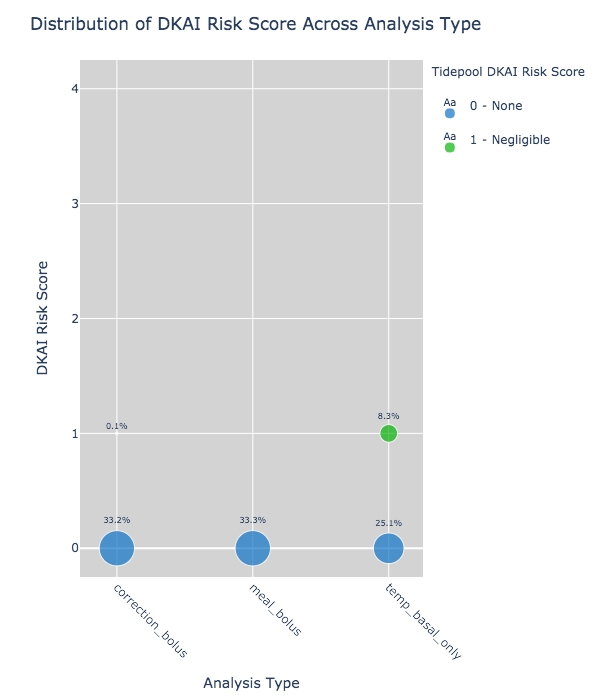 Distribution of DKAI Risk Score Across Analysis Type
Tidepool DKAI Risk Score
Aa
0 - None
Aa
1 - Negligible
DKAI Risk Score
4
3
2
1
0
0.1%
8.3%
33.2%
33.3%
25.1%
correction_bolus
meal_bolus
temp_basal_only
Analysis Type